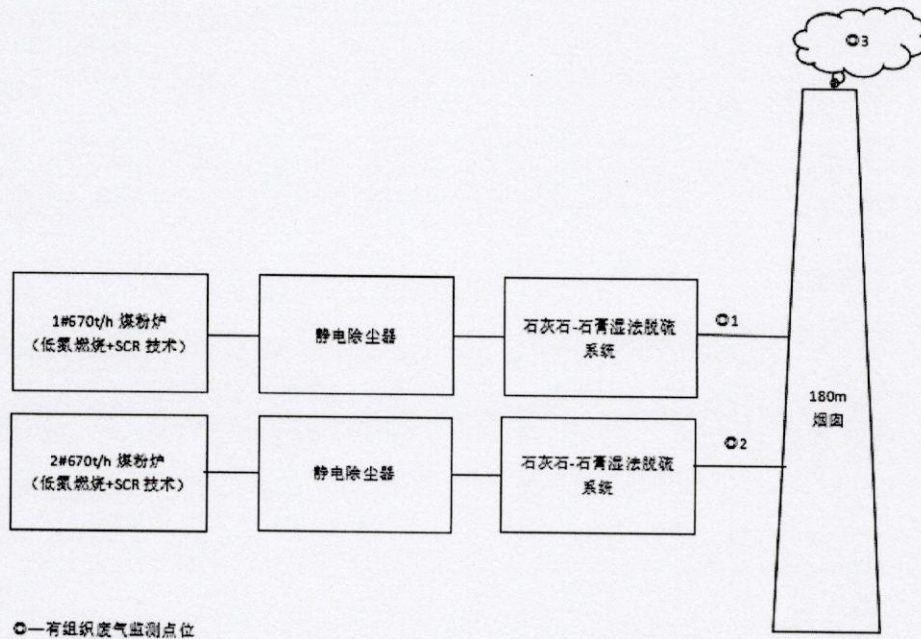 ◎3
1#670t/h 煤粉炉
（低氮燃烧+SCR 技术）
静电除尘器
石灰石-石膏湿法脱硫
系统
◎1
180m
烟囱
2#670t/h 煤粉炉
（低氮燃烧+SCR 技术）
静电除尘器
石灰石-石膏湿法脱硫
系统
◎2
◎—有组织废气监测点位